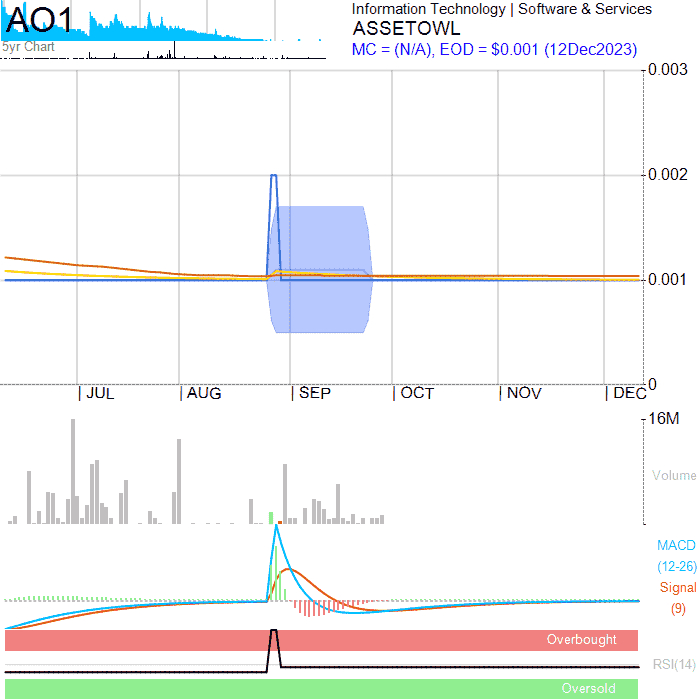 AO1
5yr Chart
Information Technology | Software & Services
ASSETOWL
MC = (N/A), EOD = $0.001 (12Dec2023)
0.003
0.002
0.001
0
| JUL | AUG | SEP | OCT | NOV | DEC
16M
Volume
MACD
(12-26)
Signal
(9)
Overbought
RSI(14)
Oversold